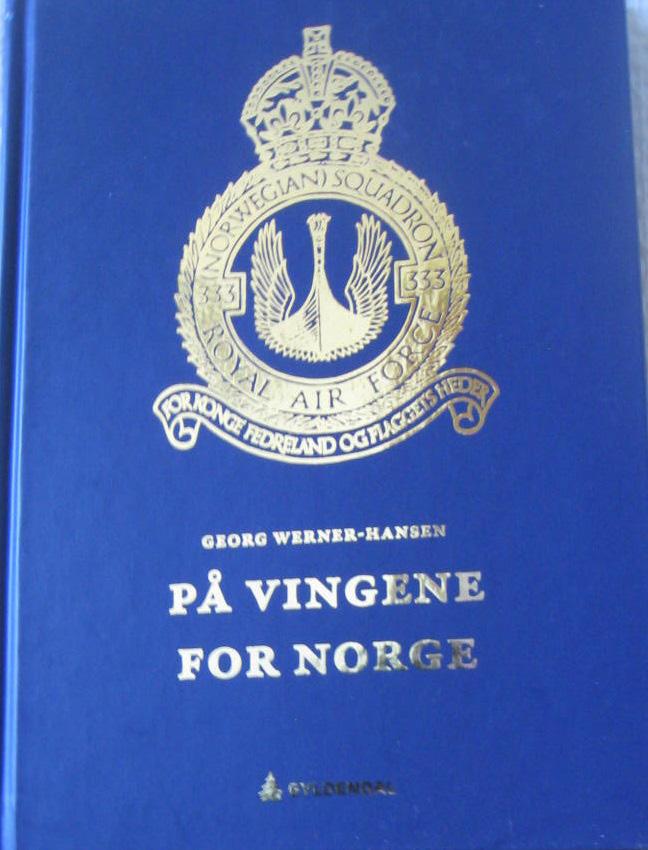 (NORWEGIAN) SQUADRON
333
333
ROYAL AIR FORCE
FOR KONGE FEDRELAND OG FLAGGETS HEDER
GEORG WERNER-HANSEN
PÅ VINGENE
FOR NORGE
GYLDENDAL